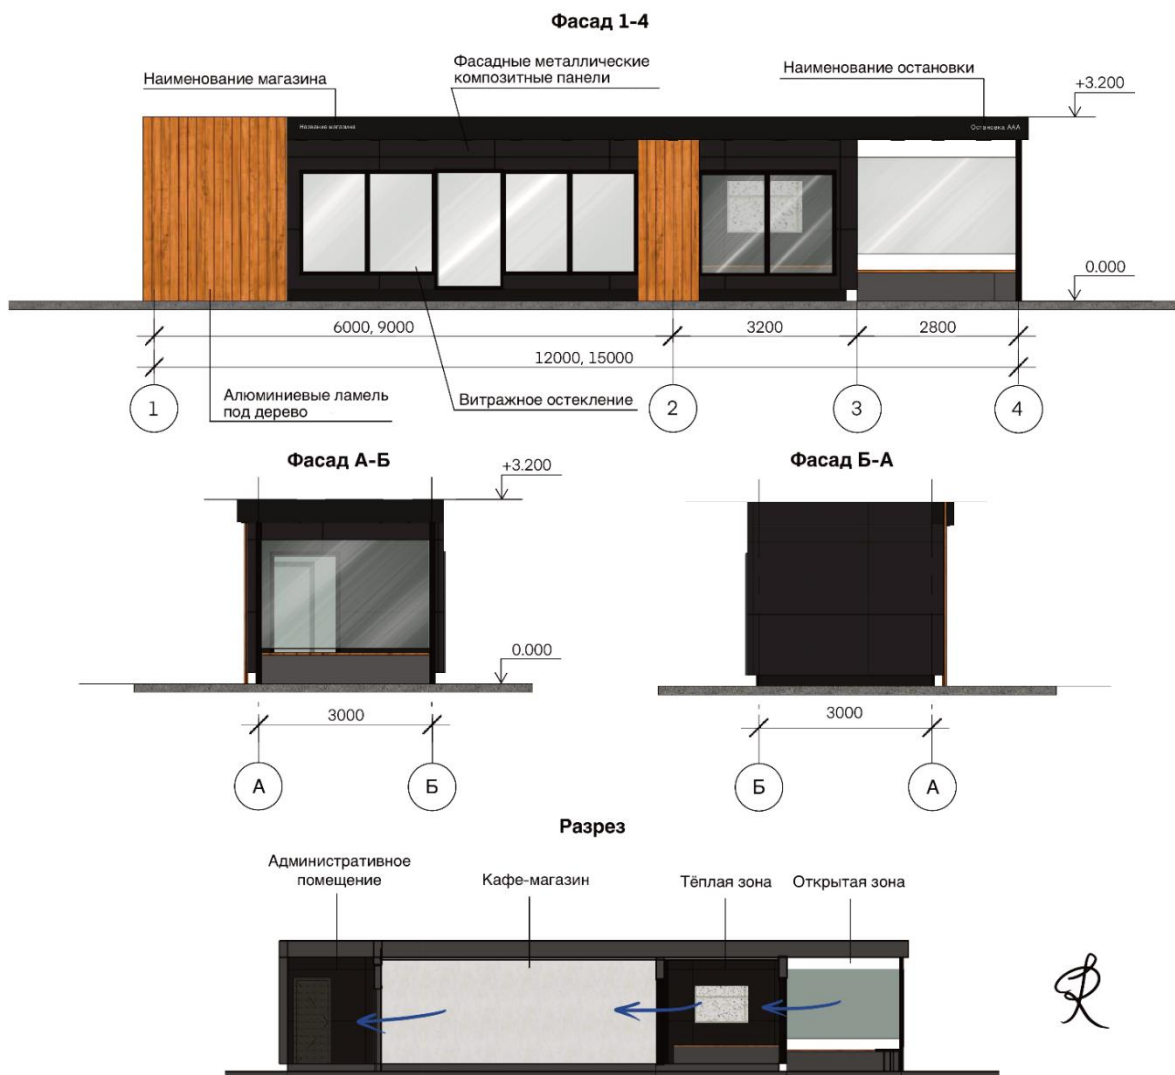 Фасад 1-4
Наименование магазина
Фасадные металлические
композитные панели
Наименование остановки
+3.200
Название магазина
Остановка ААА
0.000
6000, 9000
3200
2800
12000, 15000
1
Алюминиевые ламель
под дерево
Витражное остекление
2
3
4
Фасад А-Б
+3.200
0.000
3000
А
Б
Фасад Б-А
3000
Б
А
Разрез
Административное
помещение
Кафе-магазин
Тёплая зона
Открытая зона